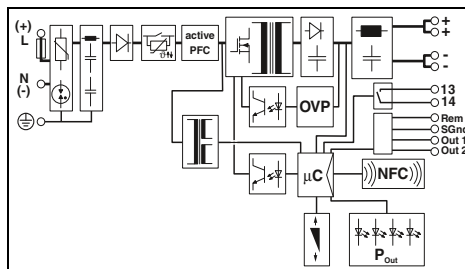 (+)
L
N
(-)
ϑ
active
PFC
+
+
-
-
OVP
13
14
Rem
SGnd
Out 1
Out 2
µC
NFC
P Out